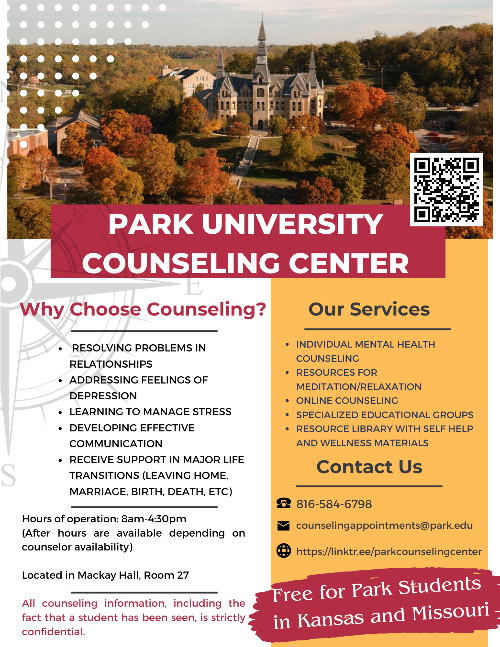 PARK UNIVERSITY
COUNSELING CENTER
Why Choose Counseling?
• RESOLVING PROBLEMS IN
RELATIONSHIPS
• ADDRESSING FEELINGS OF
DEPRESSION
• LEARNING TO MANAGE STRESS
• DEVELOPING EFFECTIVE
COMMUNICATION
• RECEIVE SUPPORT IN MAJOR LIFE
TRANSITIONS (LEAVING HOME,
MARRIAGE, BIRTH, DEATH, ETC)
Hours of operation: 8am-4:30pm
(After hours are available depending on
counselor availability)
Located in Mackay Hall, Room 27
All counseling information, including the
fact that a student has been seen, is strictly
confidential.
Our Services
• INDIVIDUAL MENTAL HEALTH
COUNSELING
• RESOURCES FOR
MEDITATION/RELAXATION
• ONLINE COUNSELING
• SPECIALIZED EDUCATIONAL GROUPS
• RESOURCE LIBRARY WITH SELF HELP
AND WELLNESS MATERIALS
Contact Us
816-584-6798
counselingappointments@park.edu
https://linktr.ee/parkcounselingcenter
Free for Park Students
in Kansas and Missouri
E
S